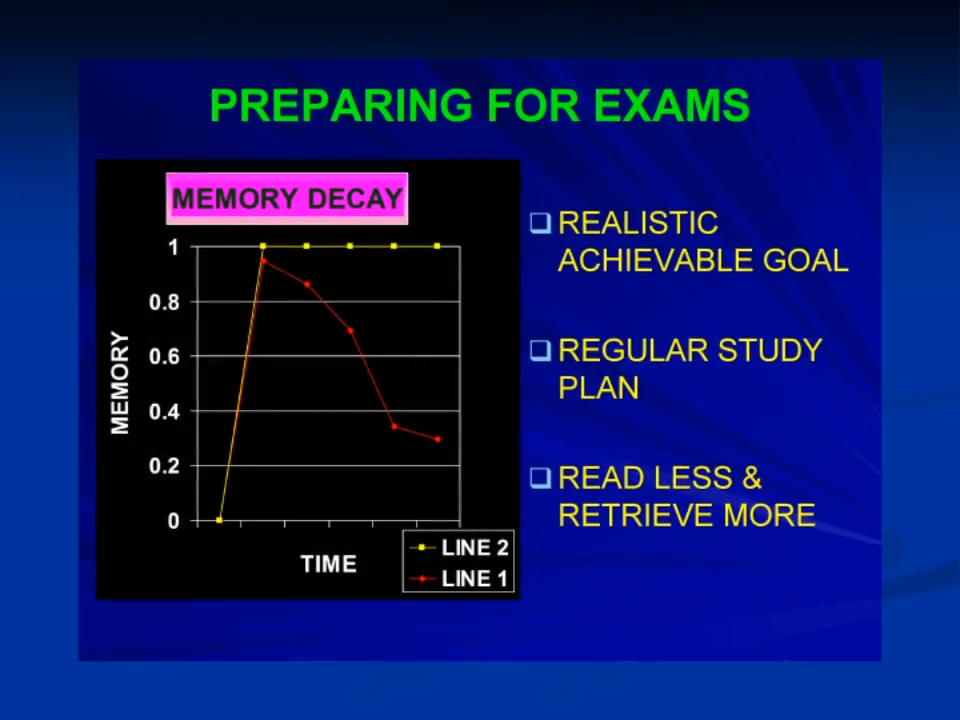 PREPARING FOR EXAMS
MEMORY DECAY
1
0.8
0.6
0.4
0.2
0
MEMORY
TIME
LINE 2
LINE 1
REALISTIC
ACHIEVABLE GOAL
REGULAR STUDY
PLAN
READ LESS &
RETRIEVE MORE